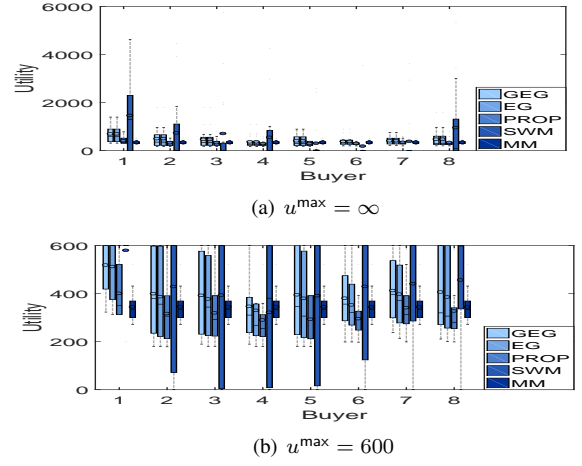 6000
4000
2000
0
Utility
GEG
EG
PROP
SWM
MM
1 2 3 4 5 6 7 8
Buyer
(a) u^max = ∞
600
400
200
0
Utility
GEG
EG
PROP
SWM
MM
1 2 3 4 5 6 7 8
Buyer
(b) u^max = 600